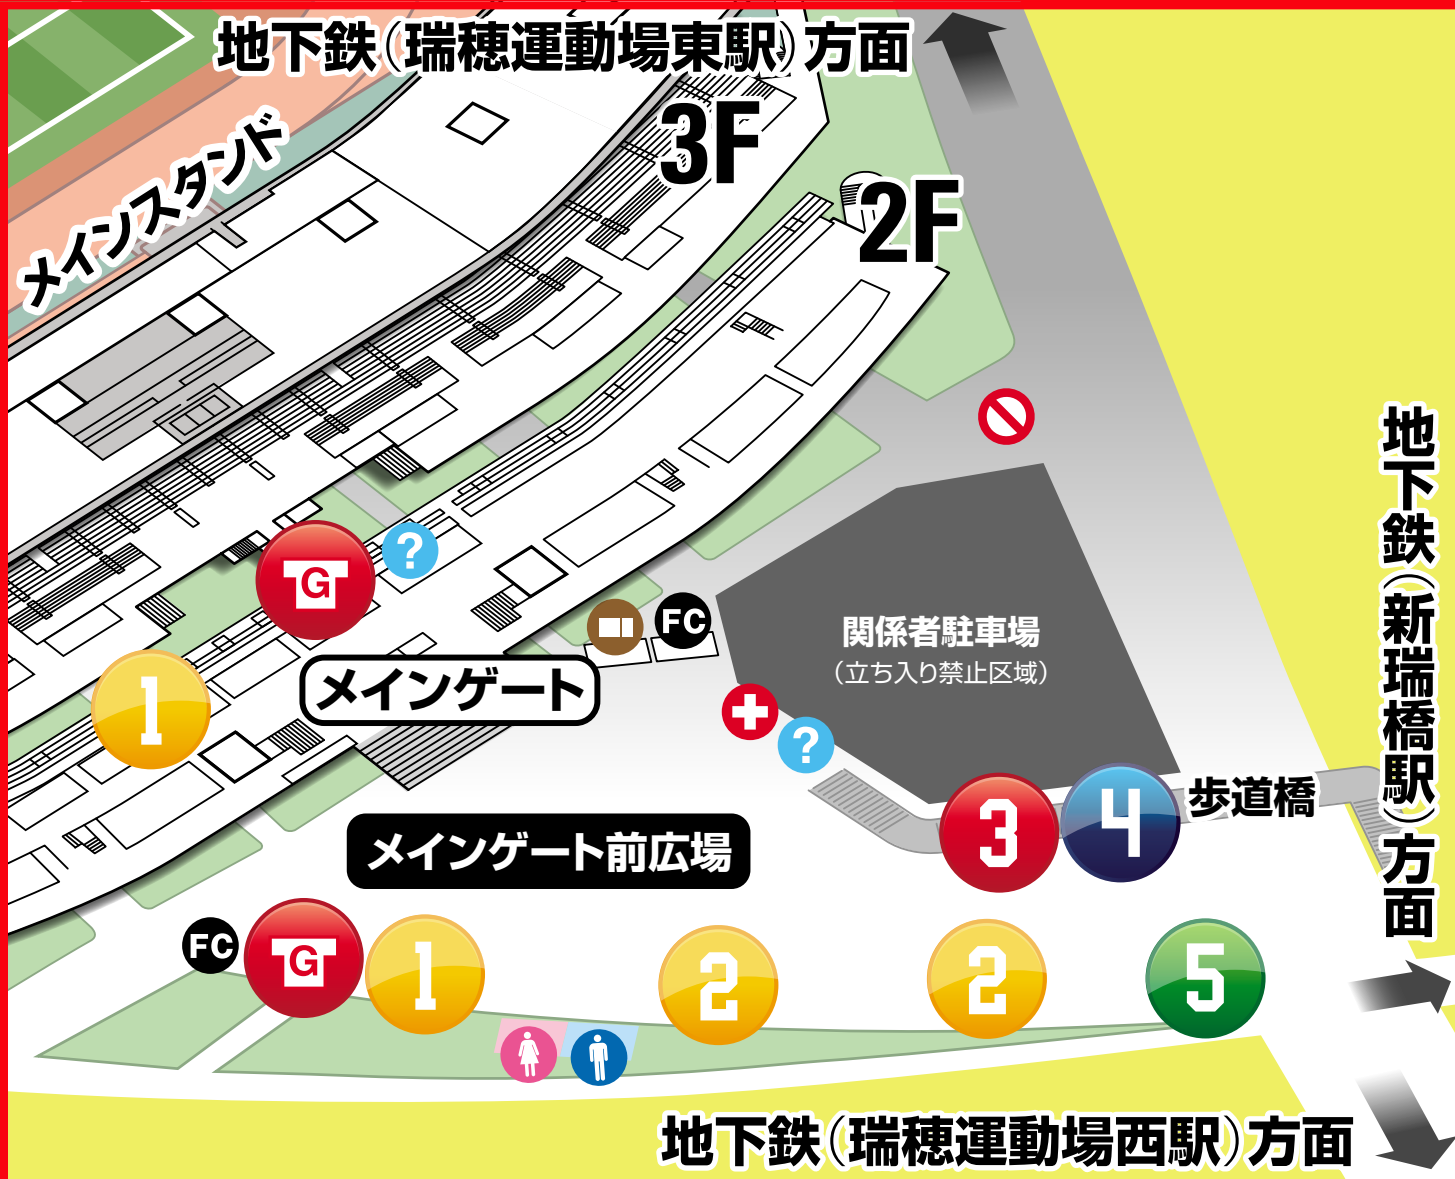 地下鉄（瑞穂運動場東駅）方面
メインスタンド
3F
2F
地下鉄（新瑞橋駅）方面
G
?
FC
関係者駐車場
（立ち入り禁止区域）
1
メインゲート
?
3
4
歩道橋
メインゲート前広場
FC
G
1
2
2
5
地下鉄（瑞穂運動場西駅）方面